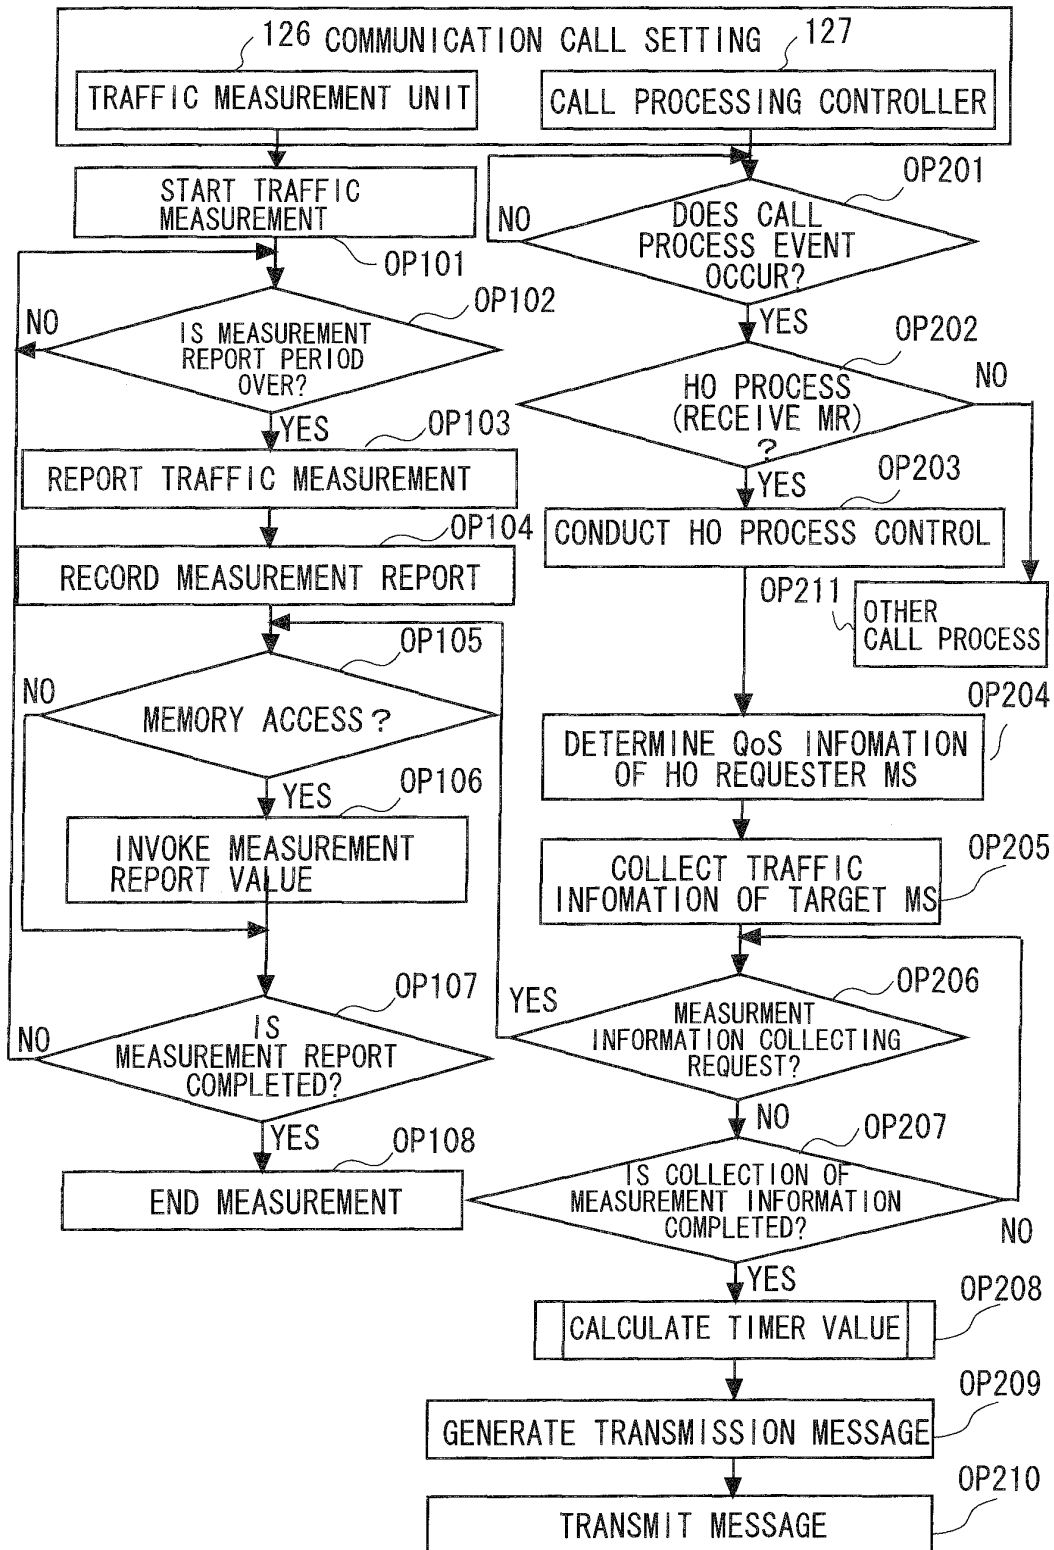 126
COMMUNICATION CALL SETTING
127
TRAFFIC MEASUREMENT UNIT
CALL PROCESSING CONTROLLER
START TRAFFIC
MEASUREMENT
OP101
NO
OP102
IS MEASUREMENT
REPORT PERIOD
OVER?
YES
OP103
REPORT TRAFFIC MEASUREMENT
OP104
RECORD MEASUREMENT REPORT
OP105
NO
MEMORY ACCESS?
YES
OP106
INVOKE MEASUREMENT
REPORT VALUE
OP107
NO
IS
MEASUREMENT REPORT
COMPLETED?
YES
OP108
END MEASUREMENT
OP201
NO
DOES CALL
PROCESS EVENT
OCCUR?
YES
OP202
NO
HO PROCESS
(RECEIVE MR)
?
YES
OP203
CONDUCT HO PROCESS CONTROL
OP211
OTHER
CALL PROCESS
OP204
DETERMINE QoS INFOMATION
OF HO REQUESTER MS
OP205
COLLECT TRAFFIC
INFOMATION OF TARGET MS
OP206
YES
MEASURMENT
INFORMATION COLLECTING
REQUEST?
NO
OP207
IS COLLECTION OF
MEASUREMENT INFORMATION
COMPLETED?
NO
YES
OP208
CALCULATE TIMER VALUE
OP209
GENERATE TRANSMISSION MESSAGE
OP210
TRANSMIT MESSAGE